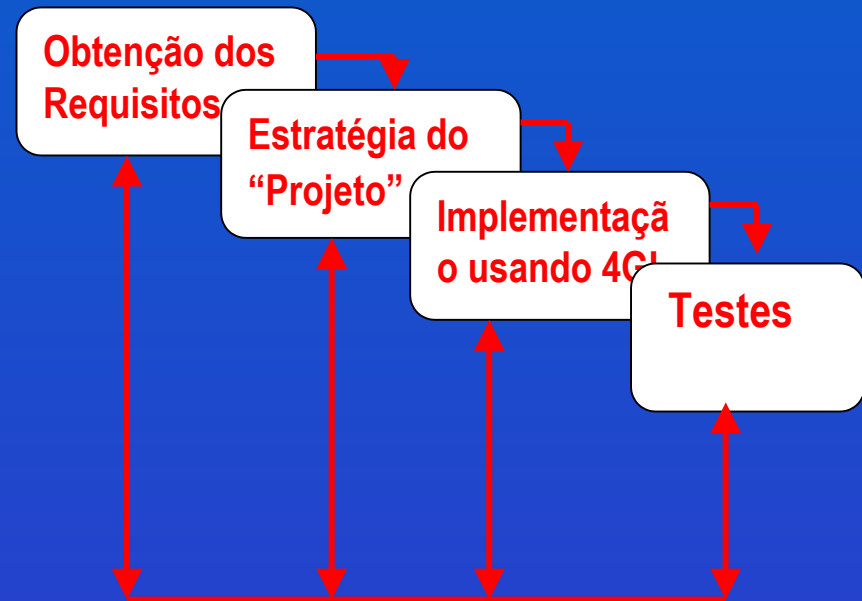 Obtenção dos
Requisitos
Estratégia do
“Projeto”
Implementaçã
o usando
Testes